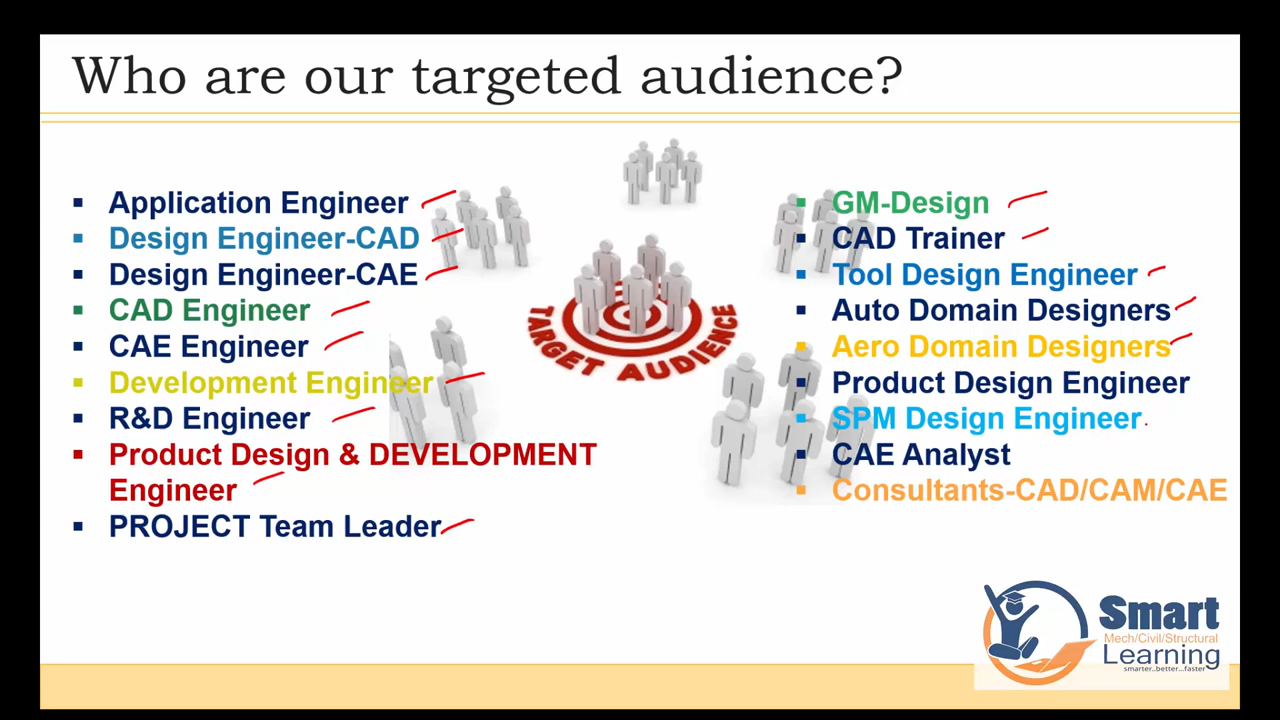 Who are our targeted audience?
▪ Application Engineer
▪ Design Engineer-CAD
▪ Design Engineer-CAE
▪ CAD Engineer
▪ CAE Engineer
▪ Development Engineer
▪ R&D Engineer
▪ Product Design & DEVELOPMENT
Engineer
▪ PROJECT Team Leader
TARGET AUDIENCE
▪ GM-Design
▪ CAD Trainer
▪ Tool Design Engineer
▪ Auto Domain Designers
▪ Aero Domain Designers
▪ Product Design Engineer
▪ SPM Design Engineer
▪ CAE Analyst
▪ Consultants-CAD/CAM/CAE
Smart
Mech/Civil/Structural
Learning
smarter..better...faster